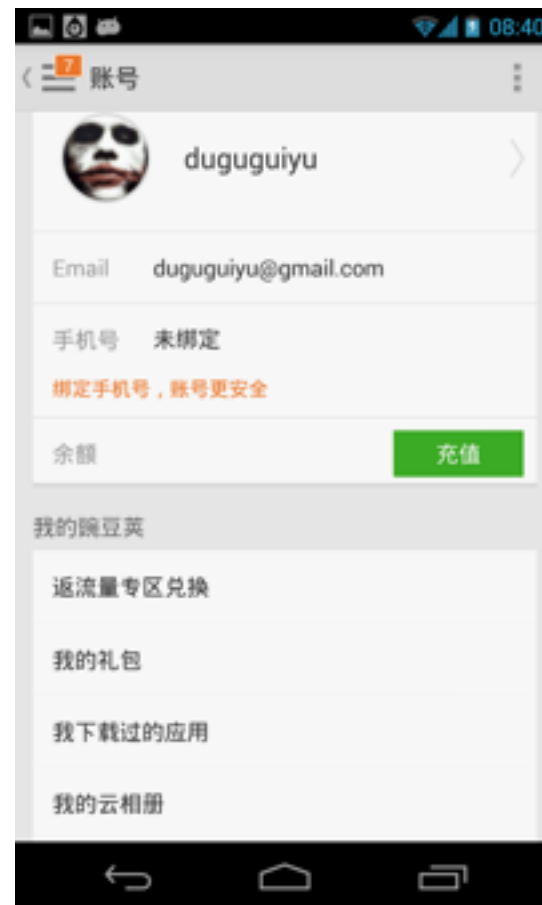 08:40
7
账号
duguguiyu
Email duguguiyu@gmail.com
手机号 未绑定
绑定手机号，账号更安全
余额 充值
我的豌豆荚
返流量专区兑换
我的礼包
我下载过的应用
我的云相册